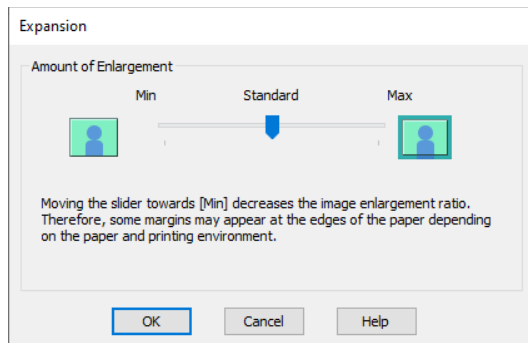 Expansion
Amount of Enlargement
Min Standard Max
Moving the slider towards [Min] decreases the image enlargement ratio.
Therefore, some margins may appear at the edges of the paper depending
on the paper and printing environment.
OK Cancel Help